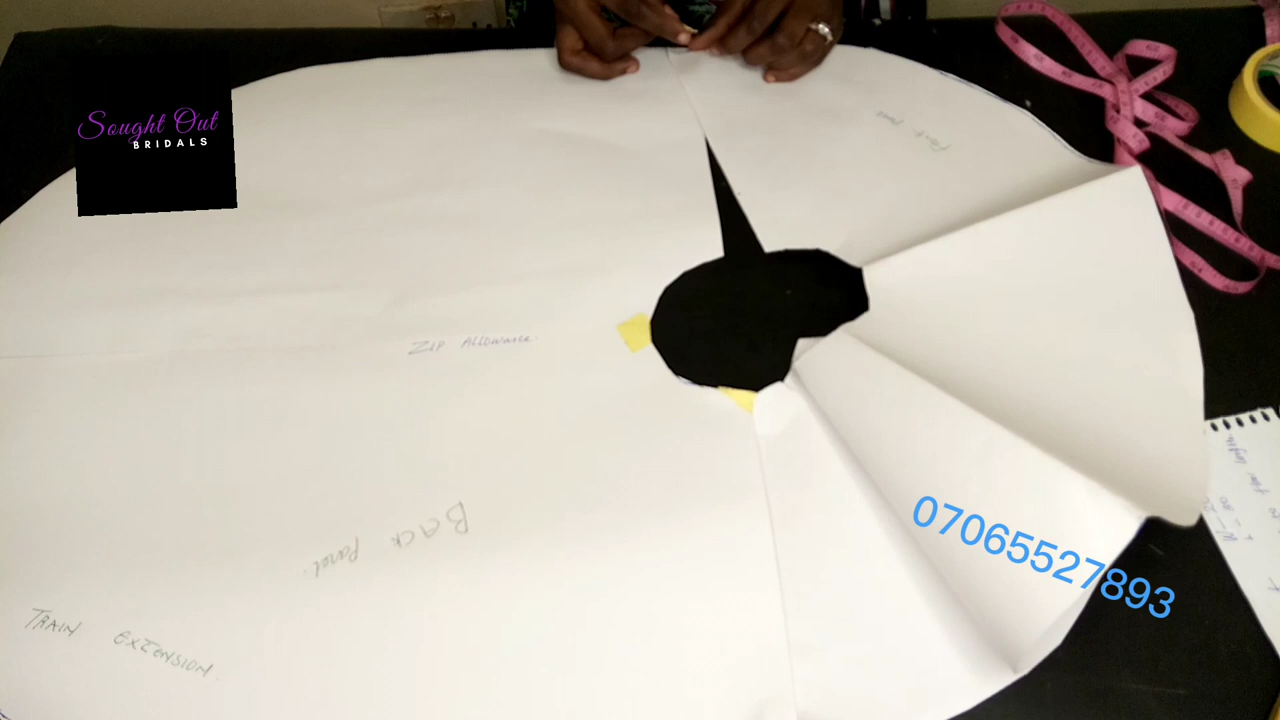 Sought Out
BRIDALS
ZIP Allowance.
Back Panel.
TRAIN EXTENSION.
07065527893